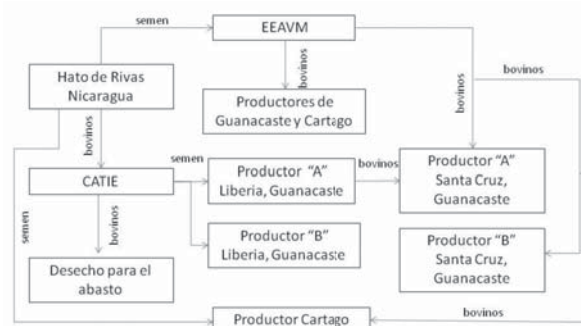 semen
EEAVM
bovinos
Hato de Rivas
Nicaragua
bovinos
bovinos
bovinos
Productores de
Guanacaste y Cartago
CATIE
semen
Productor "A"
Liberia, Guanacaste
bovinos
Productor "A"
Santa Cruz,
Guanacaste
semen
bovinos
Productor "B"
Liberia, Guanacaste
Productor "B"
Santa Cruz,
Guanacaste
Desecho para el
abasto
Productor Cartago
bovinos